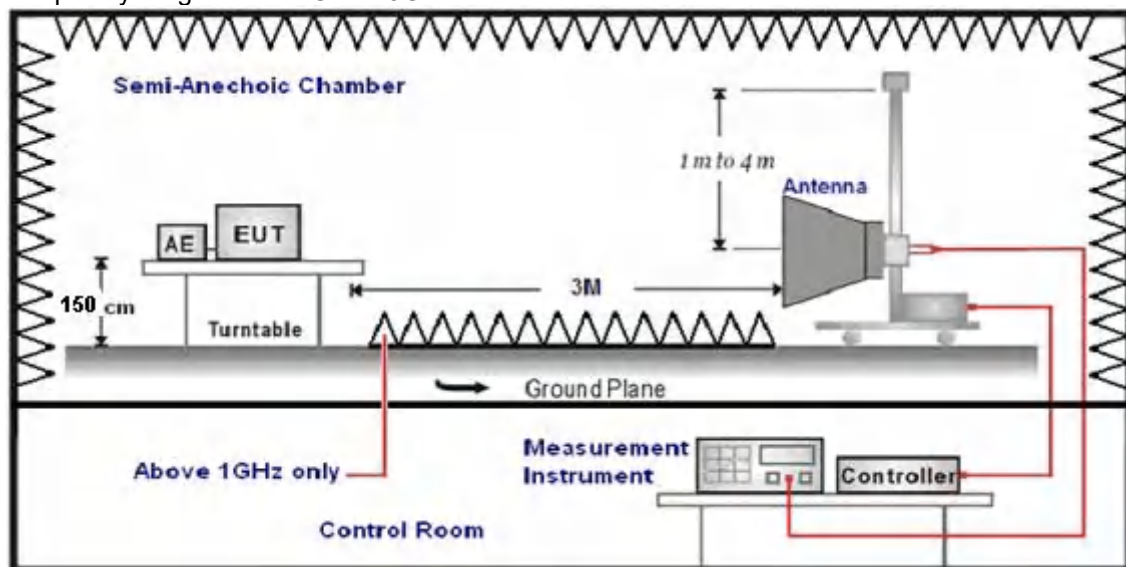 Semi-Anechoic Chamber
1 m to 4 m
Antenna
AE
EUT
150 cm
3M
Turntable
Ground Plane
Measurement
Instrument
Above 1GHz only
Controller
Control Room